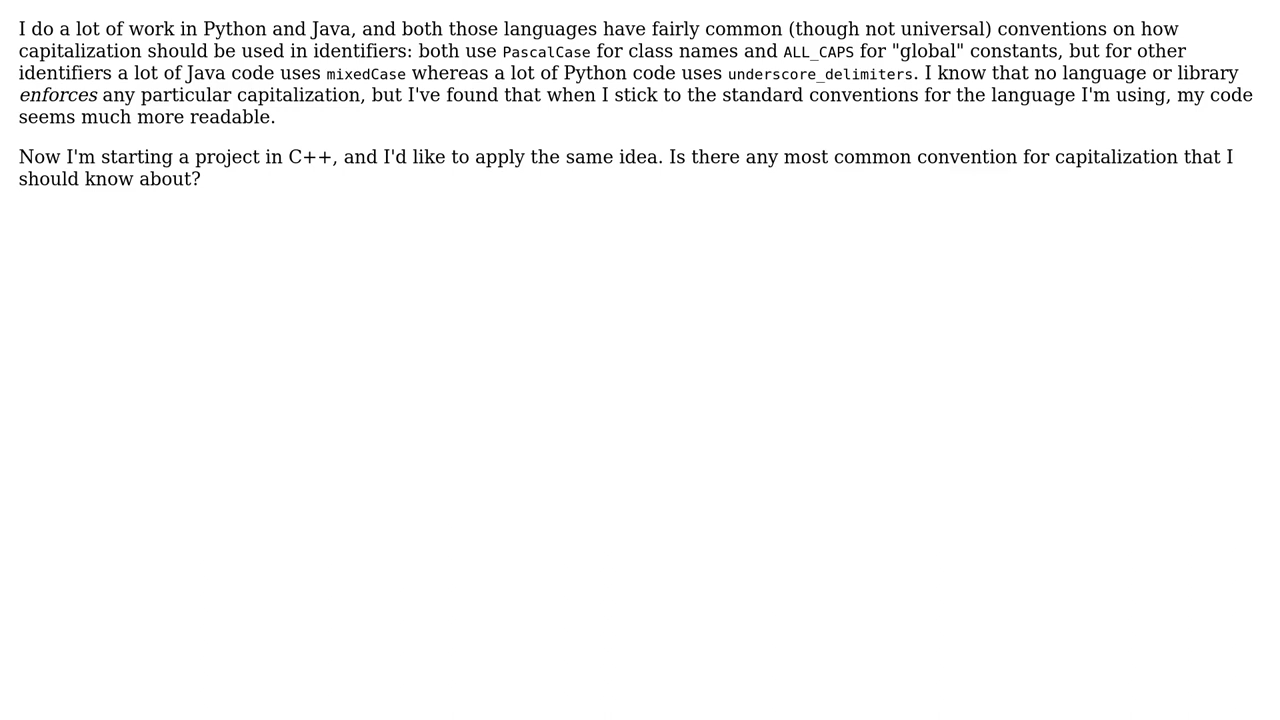 I do a lot of work in Python and Java, and both those languages have fairly common (though not universal) conventions on how
capitalization should be used in identifiers: both use PascalCase for class names and ALL_CAPS for "global" constants, but for other
identifiers a lot of Java code uses mixedCase whereas a lot of Python code uses underscore_delimiters. I know that no language or library
enforces any particular capitalization, but I've found that when I stick to the standard conventions for the language I'm using, my code
seems much more readable.
Now I'm starting a project in C++, and I'd like to apply the same idea. Is there any most common convention for capitalization that I
should know about?